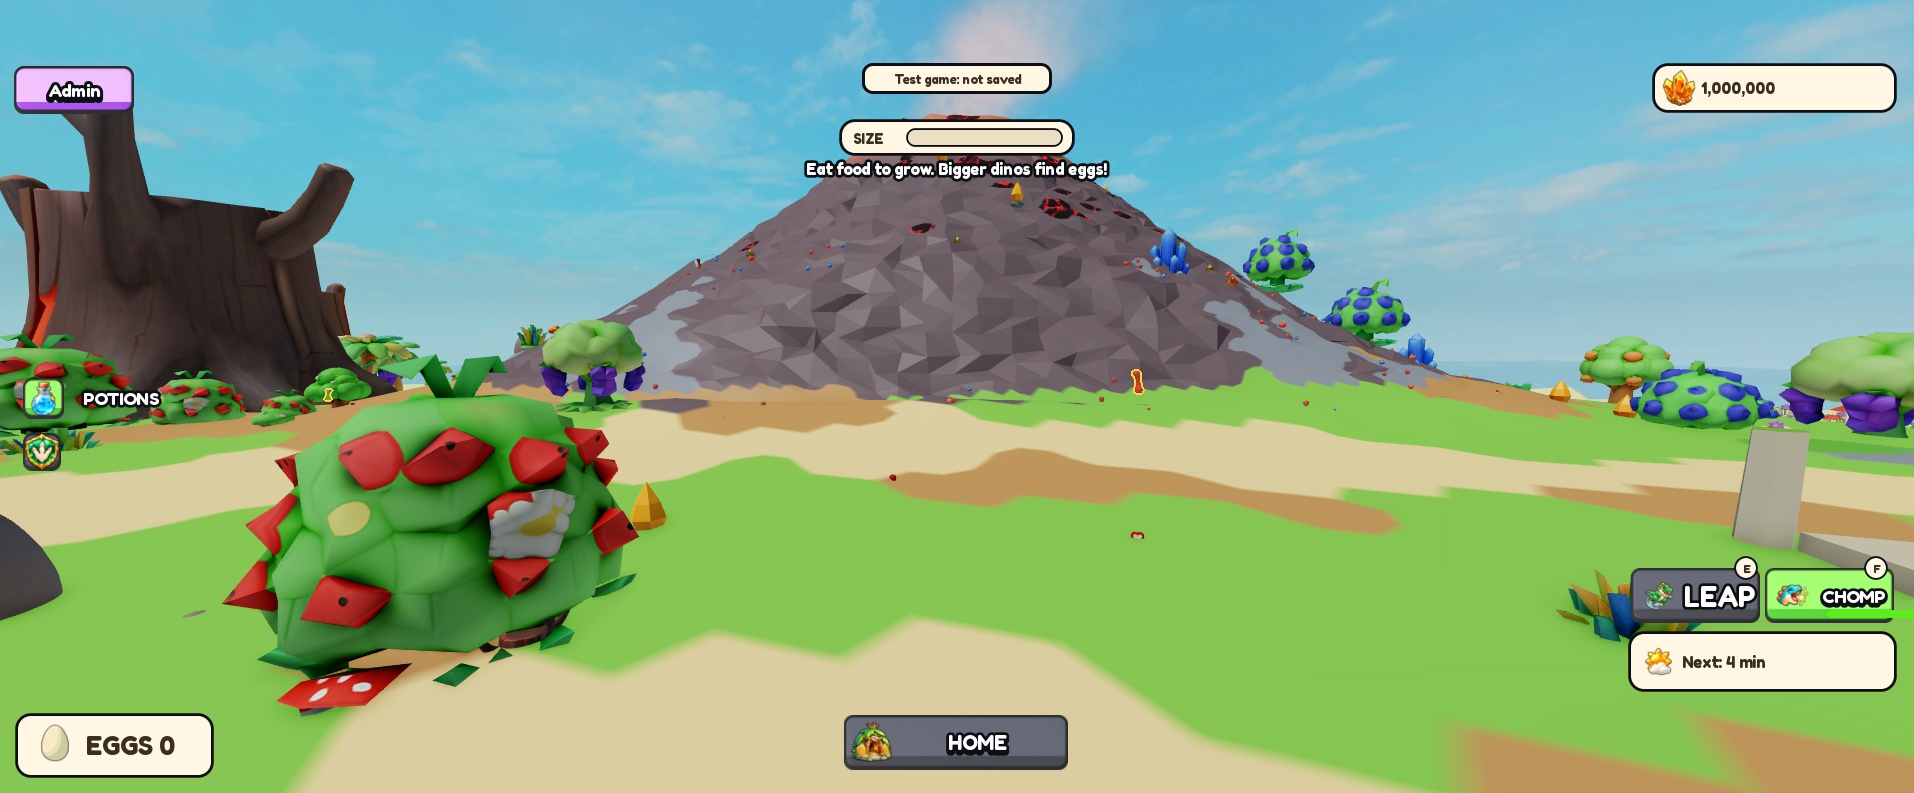 Admin
Test game: not saved
1,000,000
SIZE
Eat food to grow. Bigger dinos find eggs!
POTIONS
E
LEAP
F
CHOMP
Next: 4 min
EGGS 0
HOME